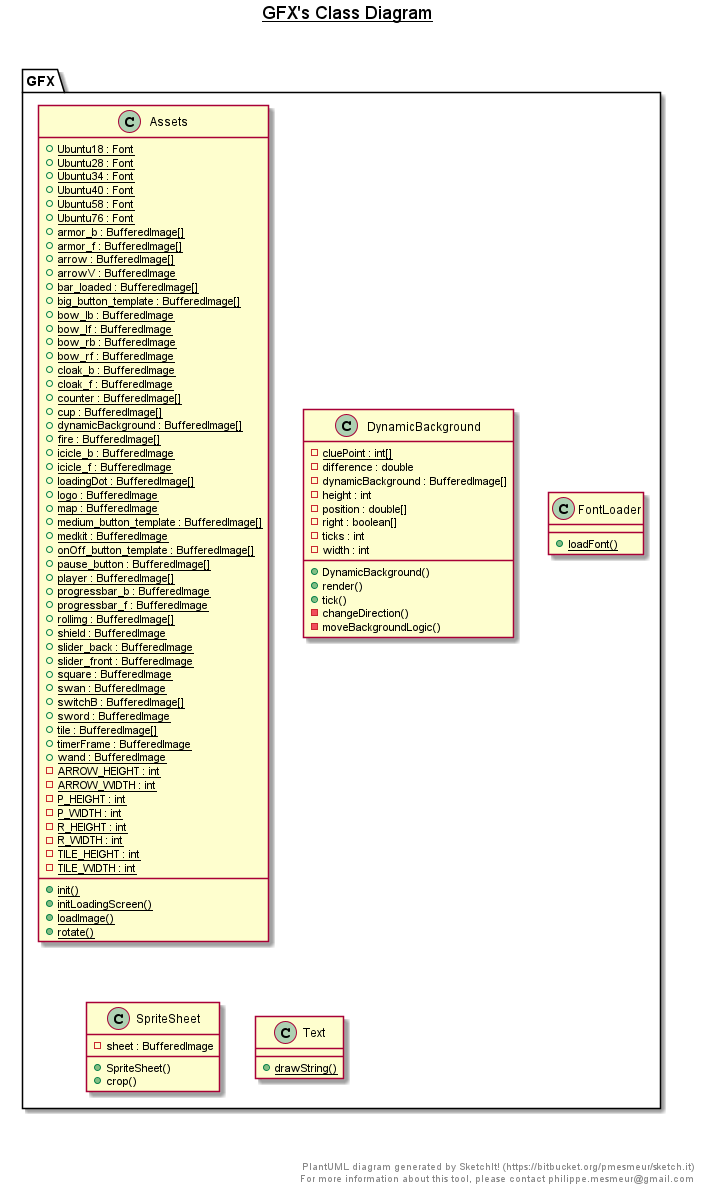 GFX's Class Diagram
GFX
C Assets
Ubuntu18 : Font
Ubuntu28 : Font
Ubuntu34 : Font
Ubuntu40 : Font
Ubuntu58 : Font
Ubuntu76 : Font
armor_b : BufferedImage[]
armor_f : BufferedImage[]
arrow : BufferedImage[]
arrowV : BufferedImage
bar_loaded : BufferedImage[]
big_button_template : BufferedImage[]
bow_lb : BufferedImage
bow_lf : BufferedImage
bow_rb : BufferedImage
bow_rf : BufferedImage
cloak_b : BufferedImage
cloak_f : BufferedImage
counter : BufferedImage[]
cup : BufferedImage[]
dynamicBackground : BufferedImage[]
fire : BufferedImage[]
icicle_b : BufferedImage
icicle_f : BufferedImage
loadingDot : BufferedImage[]
logo : BufferedImage
map : BufferedImage
medium_button_template : BufferedImage[]
medkit : BufferedImage
onOff_button_template : BufferedImage[]
pause_button : BufferedImage[]
player : BufferedImage[]
progressbar_b : BufferedImage
progressbar_f : BufferedImage
rollimg : BufferedImage[]
shield : BufferedImage
slider_back : BufferedImage
slider_front : BufferedImage
square : BufferedImage
swan : BufferedImage
switchB : BufferedImage[]
sword : BufferedImage
tile : BufferedImage[]
timerFrame : BufferedImage
wand : BufferedImage
ARROW_HEIGHT : int
ARROW_WIDTH : int
P_HEIGHT : int
P_WIDTH : int
R_HEIGHT : int
R_WIDTH : int
TILE_HEIGHT : int
TILE_WIDTH : int
init()
initLoadingScreen()
loadImage()
rotate()
C DynamicBackground
cluePoint : int[]
difference : double
dynamicBackground : BufferedImage[]
height : int
position : double[]
right : boolean[]
ticks : int
width : int
DynamicBackground()
render()
tick()
changeDirection()
moveBackgroundLogic()
C FontLoader
loadFont()
C SpriteSheet
sheet : BufferedImage
SpriteSheet()
crop()
C Text
drawString()
PlantUML diagram generated by SketchIt! (https://bitbucket.org/pmesmeur/sketch.it)
For more information about this tool, please contact philippe.mesmeur@gmail.com